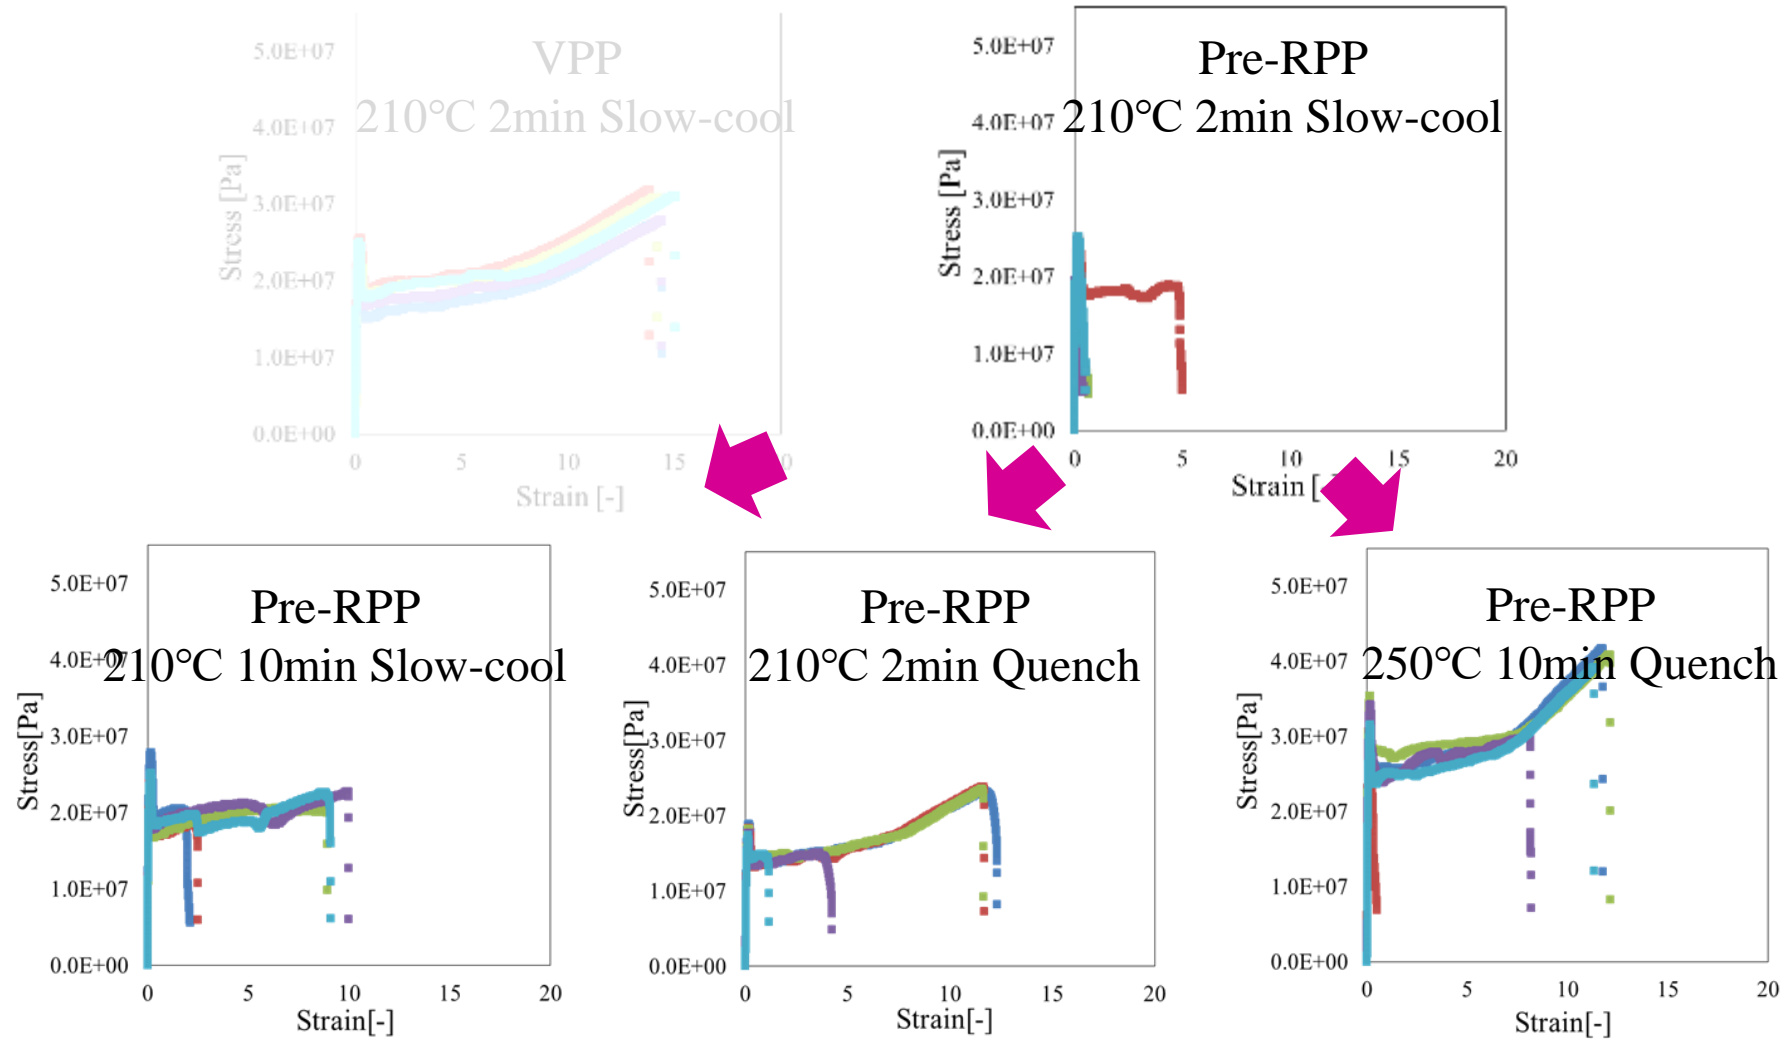 VPP
210℃ 2min Slow-cool
5.0E+07
4.0E+07
3.0E+07
2.0E+07
1.0E+07
0.0E+00
Stress [Pa]
0 5 10 15 0
Strain [-]
Pre-RPP
210℃ 2min Slow-cool
5.0E+07
4.0E+07
3.0E+07
2.0E+07
1.0E+07
0.0E+00
Stress [Pa]
0 5 10 15 20
Strain [-]
Pre-RPP
210℃ 10min Slow-cool
5.0E+07
4.0E+07
3.0E+07
2.0E+07
1.0E+07
0.0E+00
Stress[Pa]
0 5 10 15 20
Strain[-]
Pre-RPP
210℃ 2min Quench
5.0E+07
4.0E+07
3.0E+07
2.0E+07
1.0E+07
0.0E+00
Stress[Pa]
0 5 10 15 20
Strain[-]
Pre-RPP
250℃ 10min Quench
5.0E+07
4.0E+07
3.0E+07
2.0E+07
1.0E+07
0.0E+00
Stress[Pa]
0 5 10 15 20
Strain[-]